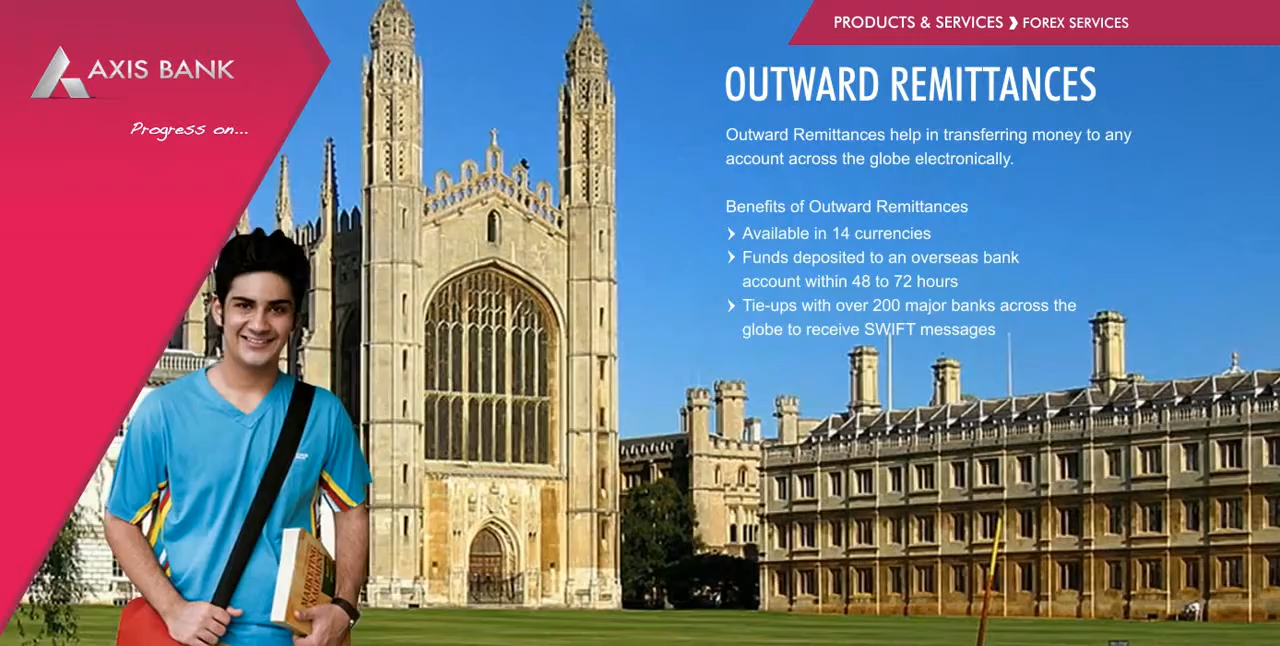 PRODUCTS & SERVICES ❯ FOREX SERVICES
AXIS BANK
Progress on...
OUTWARD REMITTANCES
Outward Remittances help in transferring money to any
account across the globe electronically.
Benefits of Outward Remittances
Available in 14 currencies
Funds deposited to an overseas bank
account within 48 to 72 hours
Tie-ups with over 200 major banks across the
globe to receive SWIFT messages
MARKETING
MANAGEMENT